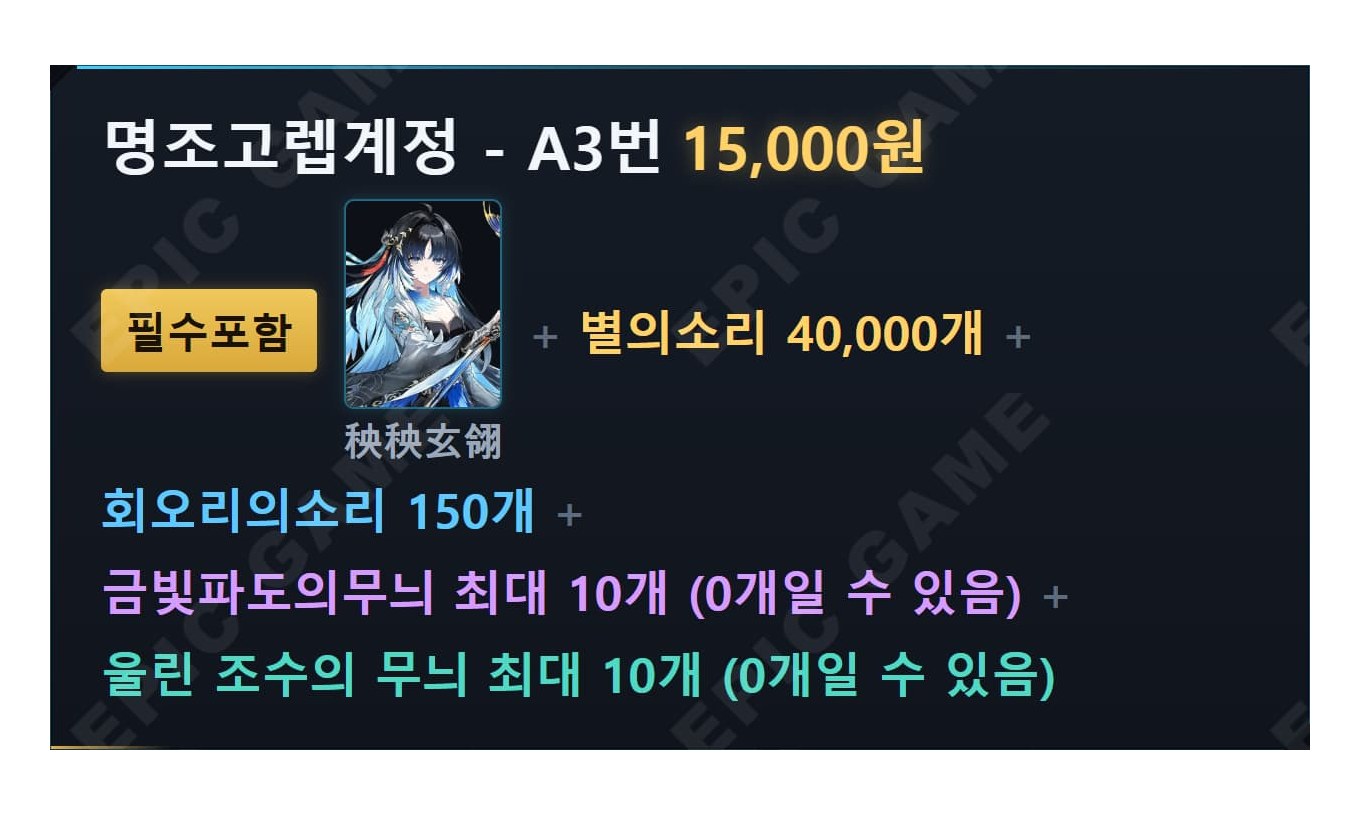 명조고렙계정 - A3번 15,000원
필수포함 + 별의소리 40,000개 +
秧秧玄翎
회오리의소리 150개 +
금빛파도의무늬 최대 10개 (0개일 수 있음) +
울린 조수의 무늬 최대 10개 (0개일 수 있음)
EPIC GAME